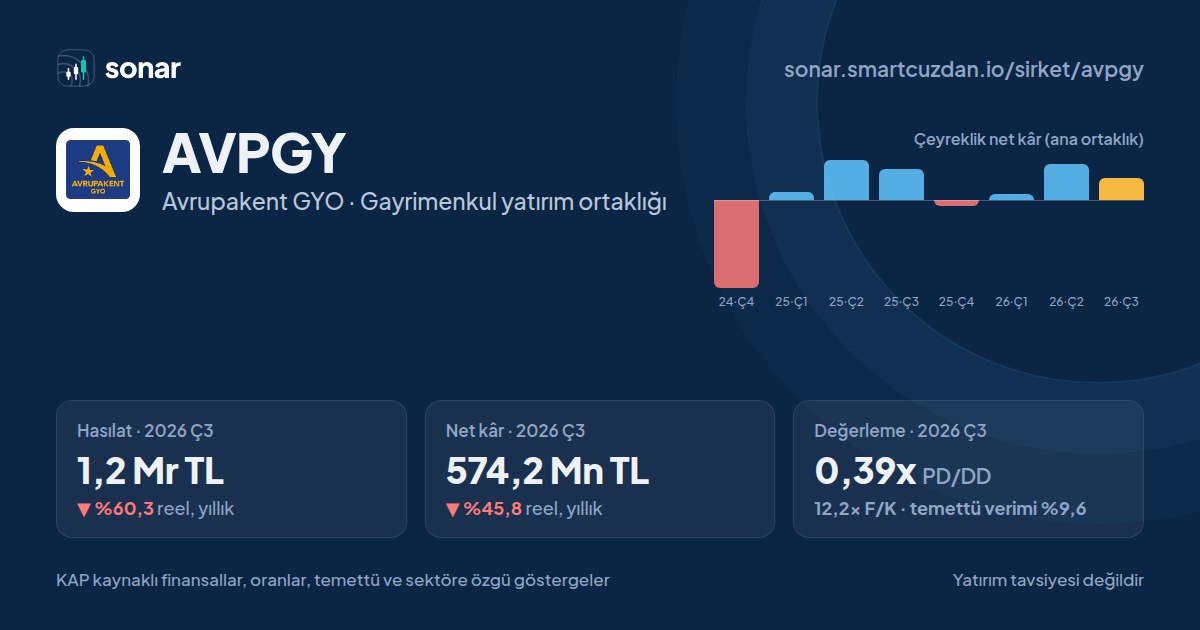 sonar
sonar.smartcuzdan.io/sirket/avpgy
AVRUPAKENT
GYO
AVPGY
Avrupakent GYO · Gayrimenkul yatırım ortaklığı
Çeyreklik net kâr (ana ortaklık)
24·Ç4 25·Ç1 25·Ç2 25·Ç3 25·Ç4 26·Ç1 26·Ç2 26·Ç3
Hasılat · 2026 Ç3
1,2 Mr TL
▼ %60,3 reel, yıllık
Net kâr · 2026 Ç3
574,2 Mn TL
▼ %45,8 reel, yıllık
Değerleme · 2026 Ç3
0,39x PD/DD
12,2x F/K · temettü verimi %9,6
KAP kaynaklı finansallar, oranlar, temettü ve sektöre özgü göstergeler
Yatırım tavsiyesi değildir